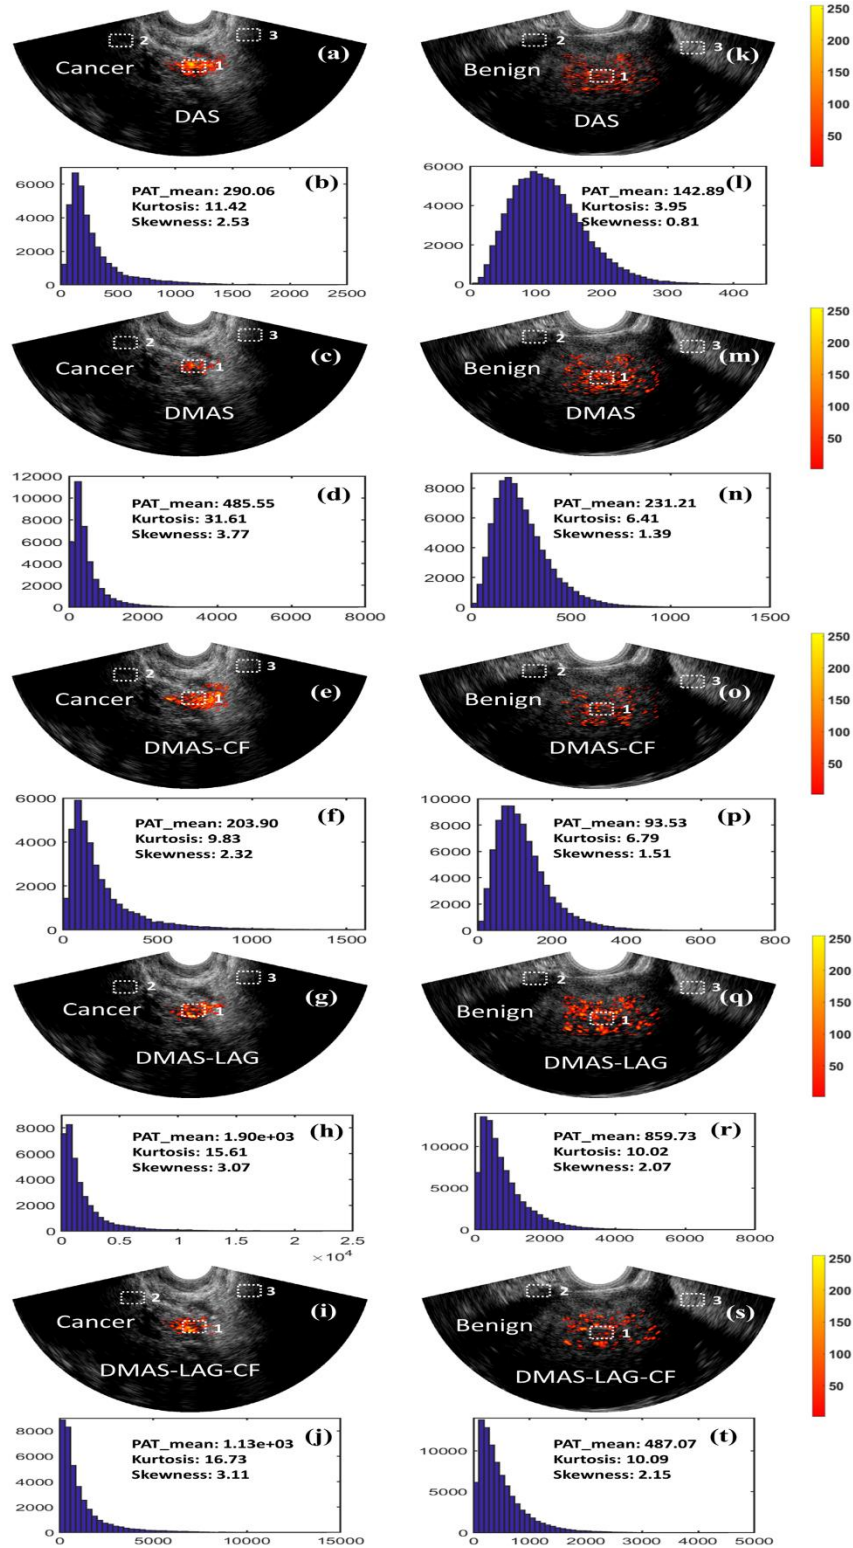 2
3
(a)
Cancer
1
DAS
2
3
(k)
Benign
1
DAS
250
200
150
100
50
6000
4000
2000
0
PAT_mean: 290.06
(b)
Kurtosis: 11.42
Skewness: 2.53
0 500 1000 1500 2000 2500
6000
4000
2000
0
PAT_mean: 142.89
(l)
Kurtosis: 3.95
Skewness: 0.81
100 200 300 400
2
3
(c)
Cancer
1
DMAS
2
3
(m)
Benign
1
DMAS
250
200
150
100
50
12000
10000
8000
6000
4000
2000
0
PAT_mean: 485.55
(d)
Kurtosis: 31.61
Skewness: 3.77
0 2000 4000 6000 8000
8000
6000
4000
2000
0
PAT_mean: 231.21
(n)
Kurtosis: 6.41
Skewness: 1.39
500 1000 1500
2
3
(e)
Cancer
1
DMAS-CF
2
3
(o)
Benign
1
DMAS-CF
250
200
150
100
50
6000
4000
2000
0
PAT_mean: 203.90
(f)
Kurtosis: 9.83
Skewness: 2.32
0 500 1000 1500
10000
8000
6000
4000
2000
0
PAT_mean: 93.53
(p)
Kurtosis: 6.79
Skewness: 1.51
0 200 400 600 800
2
3
(g)
Cancer
1
DMAS-LAG
2
3
(q)
Benign
1
DMAS-LAG
250
200
150
100
50
8000
6000
4000
2000
0
PAT_mean: 1.90e+03
(h)
Kurtosis: 15.61
Skewness: 3.07
0 0.5 1 1.5 2 2.5
×10⁴
10000
5000
0
PAT_mean: 859.73
(r)
Kurtosis: 10.02
Skewness: 2.07
0 2000 4000 6000 8000
2
3
(i)
Cancer
1
DMAS-LAG-CF
2
3
(s)
Benign
1
DMAS-LAG-CF
250
200
150
100
50
8000
6000
4000
2000
0
PAT_mean: 1.13e+03
(j)
Kurtosis: 16.73
Skewness: 3.11
0 5000 10000 15000
10000
5000
0
PAT_mean: 487.07
(t)
Kurtosis: 10.09
Skewness: 2.15
0 1000 2000 3000 4000 5000